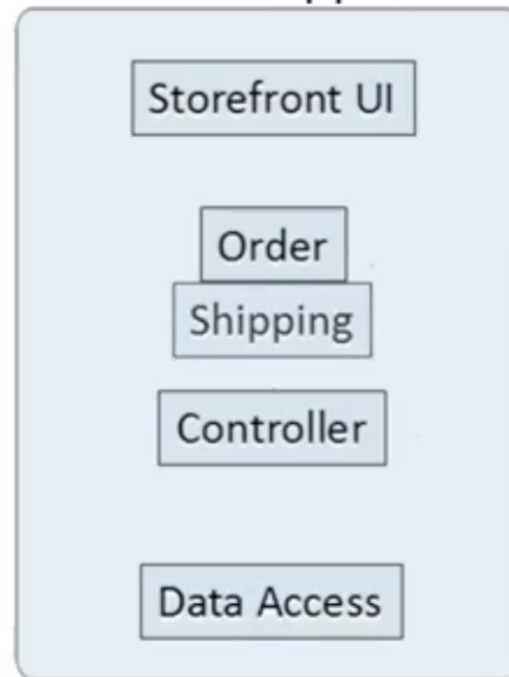 Storefront UI
Order
Shipping
Controller
Data Access